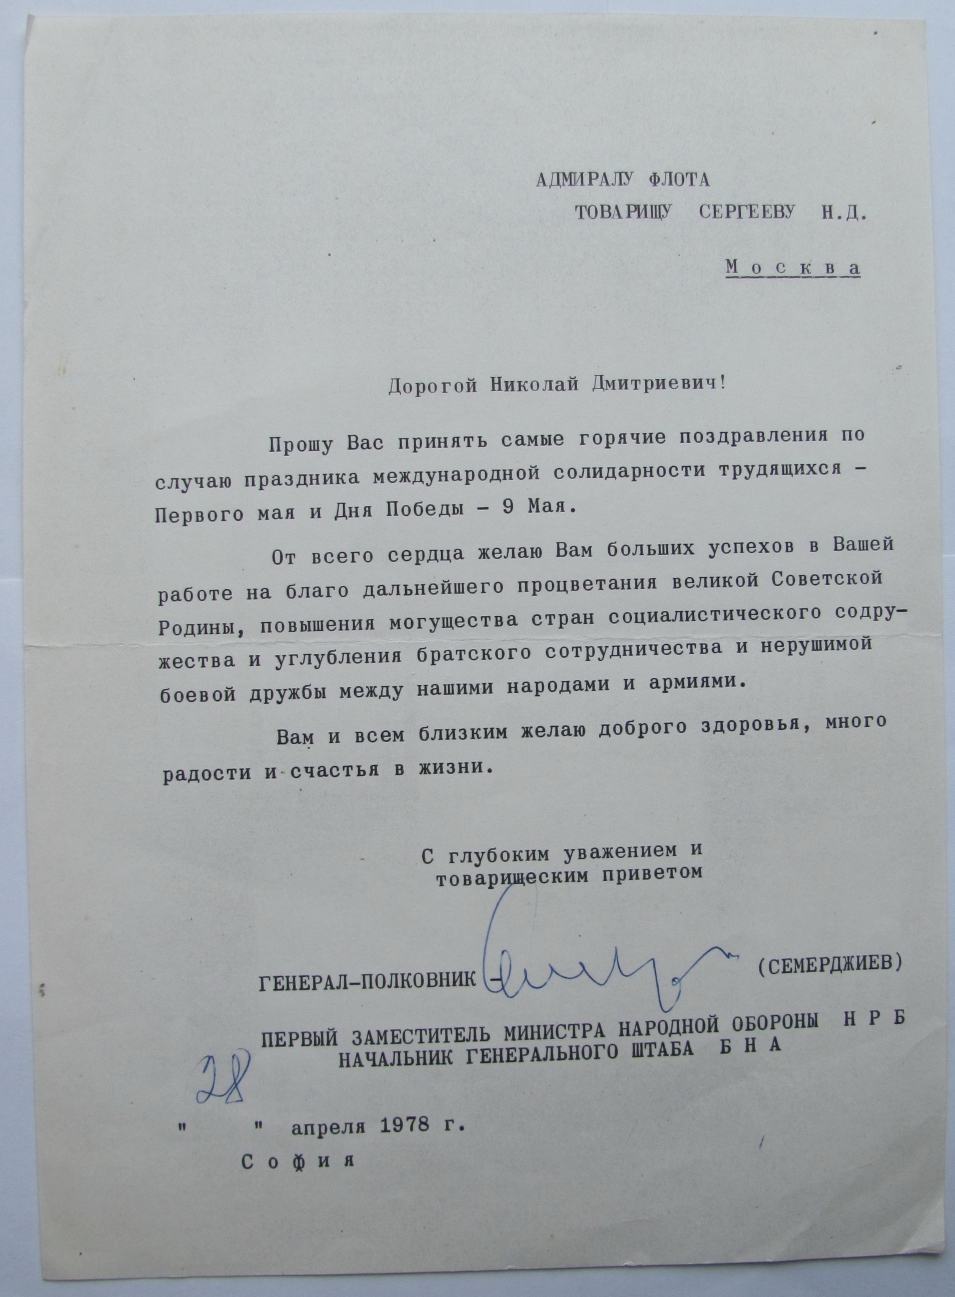 АДМИРАЛУ ФЛОТА
ТОВАРИЩУ СЕРГЕЕВУ Н.Д.
Москва
Дорогой Николай Дмитриевич!
Прошу Вас принять самые горячие поздравления по
случаю праздника международной солидарности трудящихся –
Первого мая и Дня Победы – 9 Мая.
От всего сердца желаю Вам больших успехов в Вашей
работе на благо дальнейшего процветания великой Советской
Родины, повышения могущества стран социалистического содру–
жества и углубления братского сотрудничества и нерушимой
боевой дружбы между нашими народами и армиями.
Вам и всем близким желаю доброго здоровья, много
радости и счастья в жизни.
С глубоким уважением и
товарищеским приветом
ГЕНЕРАЛ–ПОЛКОВНИК – (СЕМЕРДЖИЕВ)
ПЕРВЫЙ ЗАМЕСТИТЕЛЬ МИНИСТРА НАРОДНОЙ ОБОРОНЫ Н Р Б
НАЧАЛЬНИК ГЕНЕРАЛЬНОГО ШТАБА Б Н А
"28" апреля 1978 г.
София